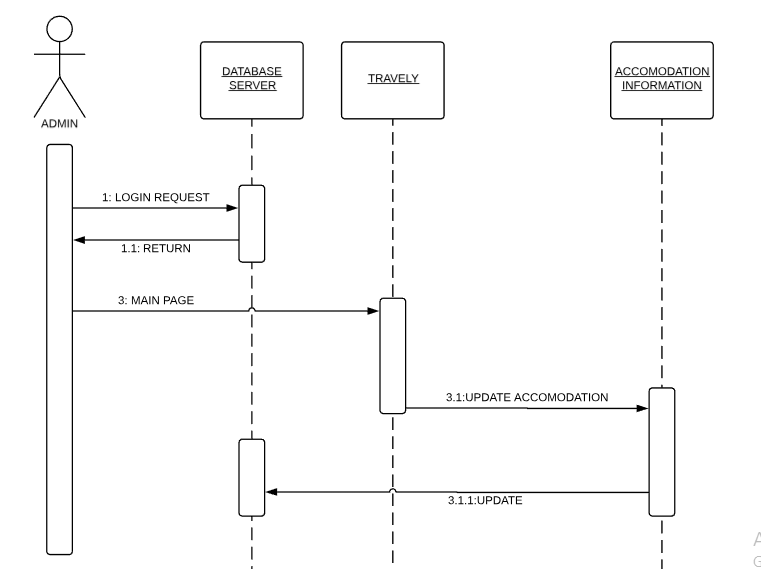 DATABASE
SERVER
TRAVELY
ACCOMODATION
INFORMATION
ADMIN
1: LOGIN REQUEST
1.1: RETURN
3: MAIN PAGE
3.1:UPDATE ACCOMODATION
3.1.1:UPDATE
A
G